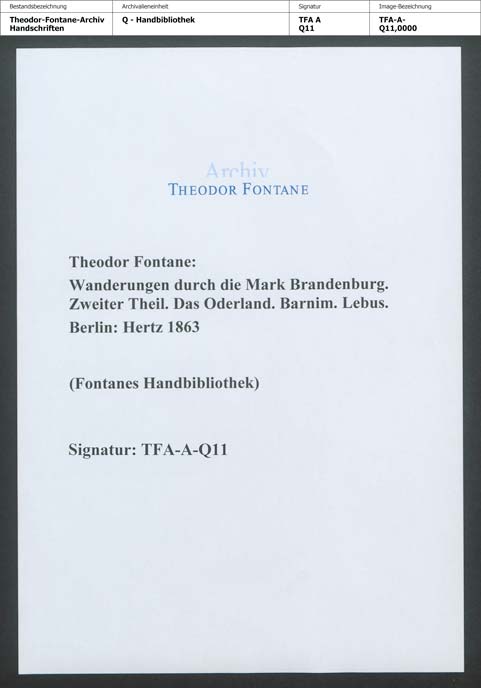 Bestandsbezeichnung Archivalieneinheit Signatur Image-Bezeichnung
Theodor-Fontane-Archiv Q - Handbibliothek TFA A TFA-A-
Handschriften Q11 Q11,0000
Archiv
THEODOR FONTANE
Theodor Fontane:
Wanderungen durch die Mark Brandenburg.
Zweiter Theil. Das Oderland. Barnim. Lebus.
Berlin: Hertz 1863
(Fontanes Handbibliothek)
Signatur: TFA-A-Q11